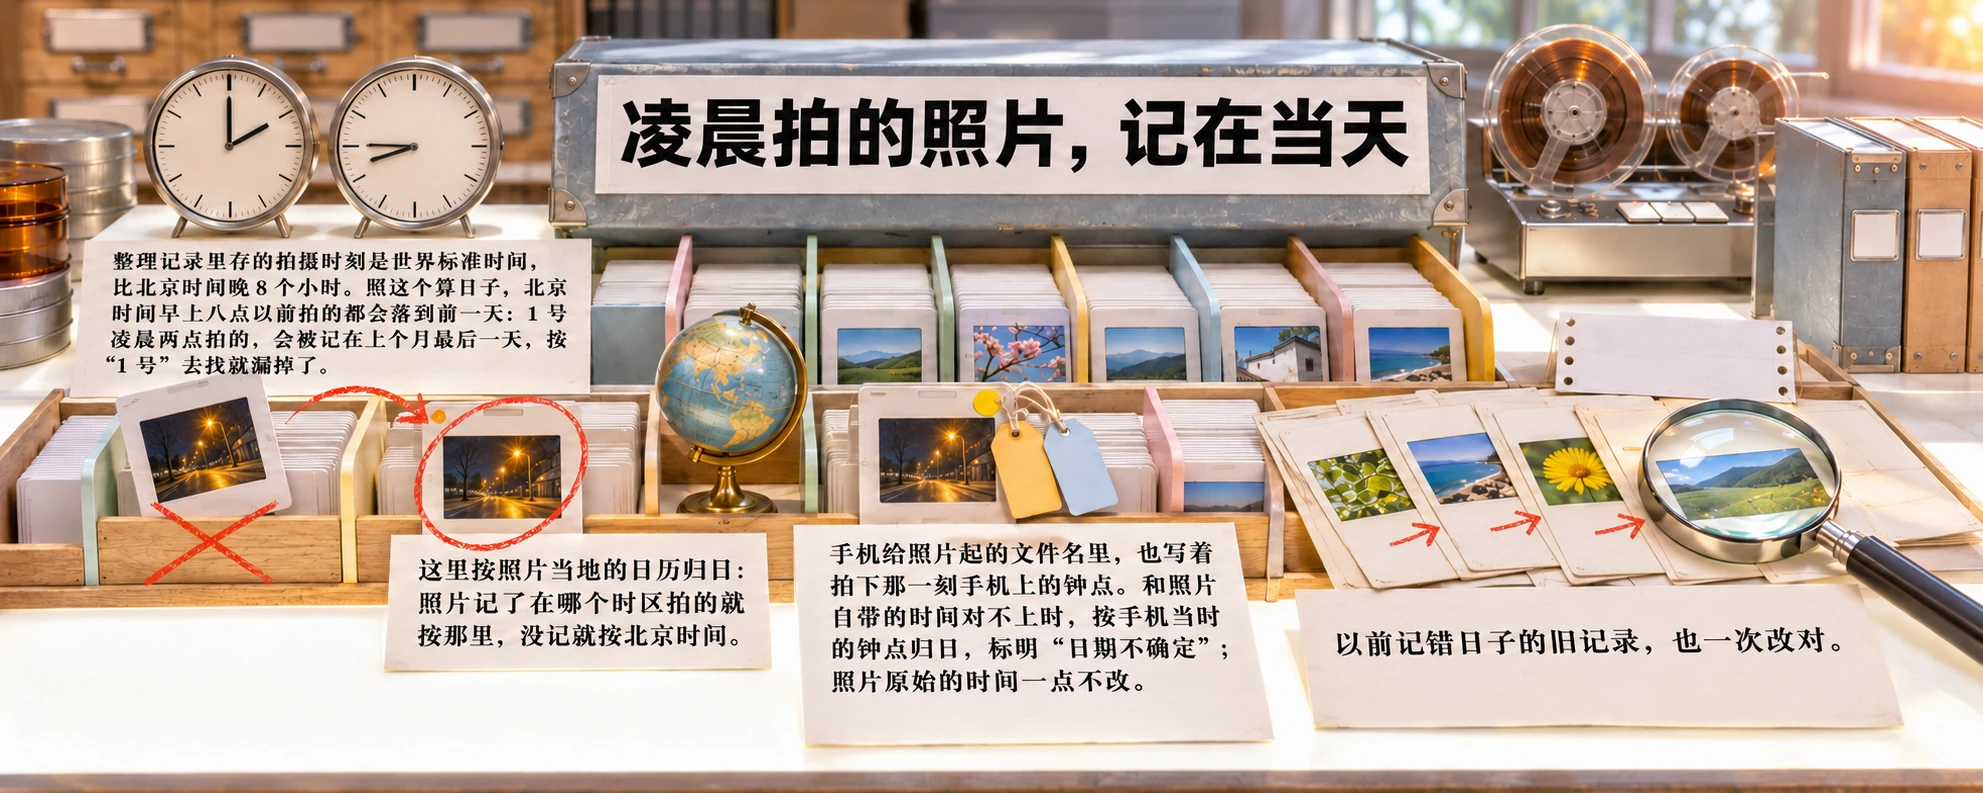 凌晨拍的照片，记在当天
整理记录里存的拍摄时刻是世界标准时间，
比北京时间晚 8 个小时。照这个算日子，北京
时间早上八点以前拍的都会落到前一天：1 号
凌晨两点拍的，会被记在上个月最后一天，按
“1 号”去找就漏掉了。
这里按照片当地的日历归日：
照片记了在哪个时区拍的就
按那里，没记就按北京时间。
手机给照片起的文件名里，也写着
拍下那一刻手机上的钟点。和照片
自带的时间对不上时，按手机当时
的钟点归日，标明“日期不确定”；
照片原始的时间一点不改。
以前记错日子的旧记录，也一次改对。